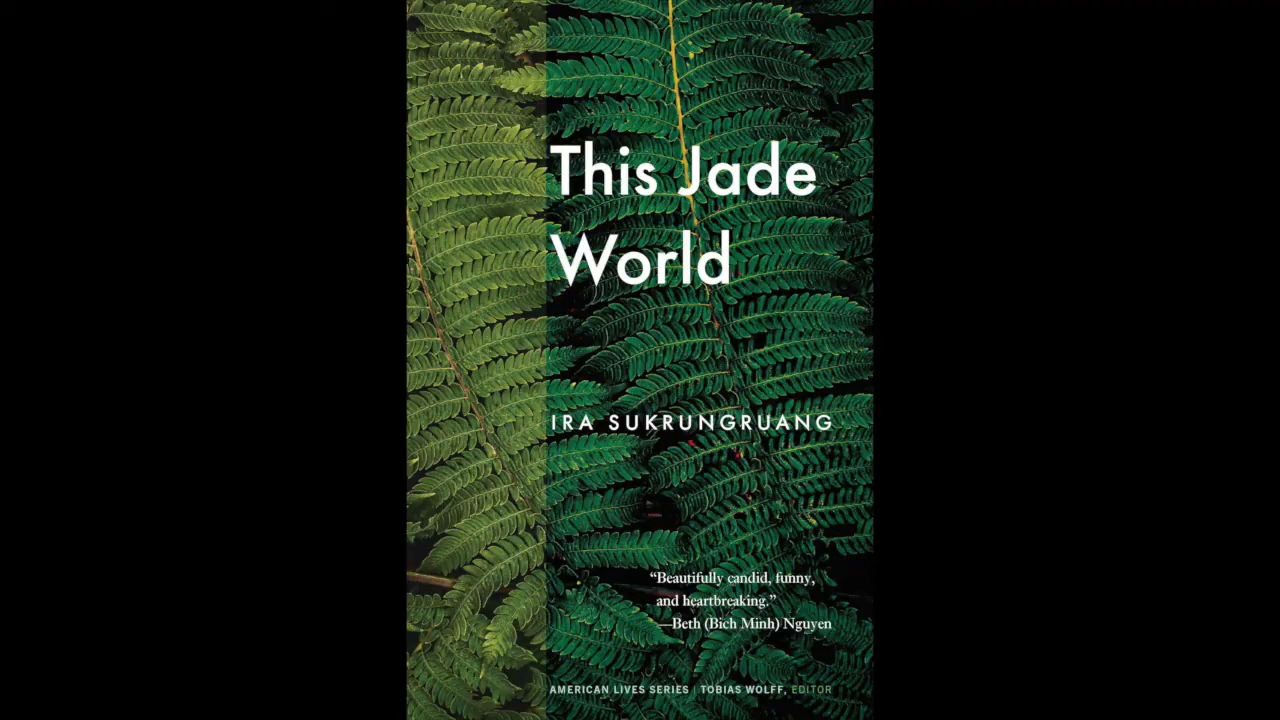 This Jade
World
IRA SUKRUNGRUANG
“Beautifully candid, funny,
and heartbreaking.”
—Beth (Bich Minh) Nguyen
AMERICAN LIVES SERIES | TOBIAS WOLFF, EDITOR